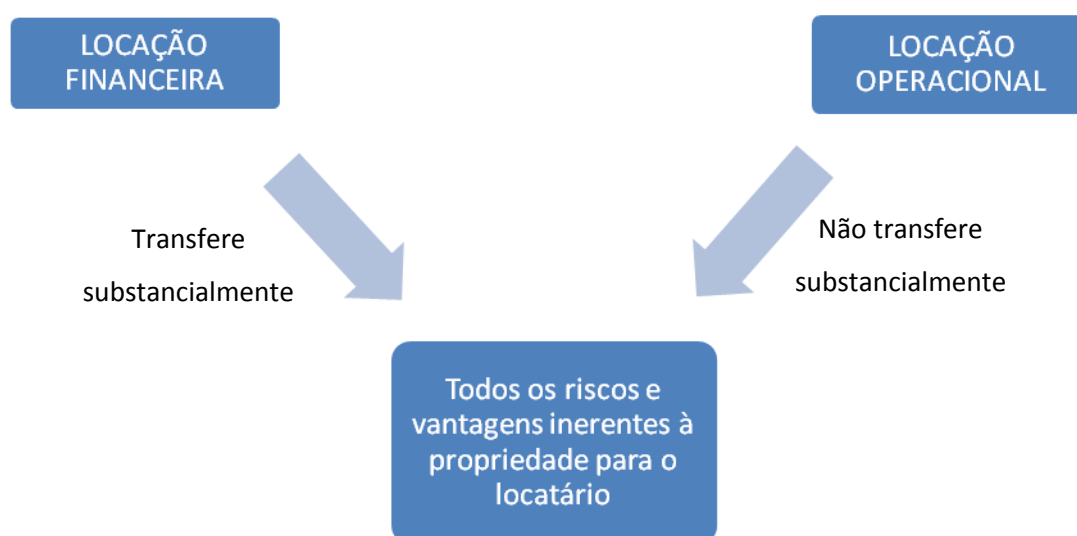 LOCAÇÃO
FINANCEIRA
LOCAÇÃO
OPERACIONAL
Transfere
substancialmente
Não transfere
substancialmente
Todos os riscos e
vantagens inerentes à
propriedade para o
locatário